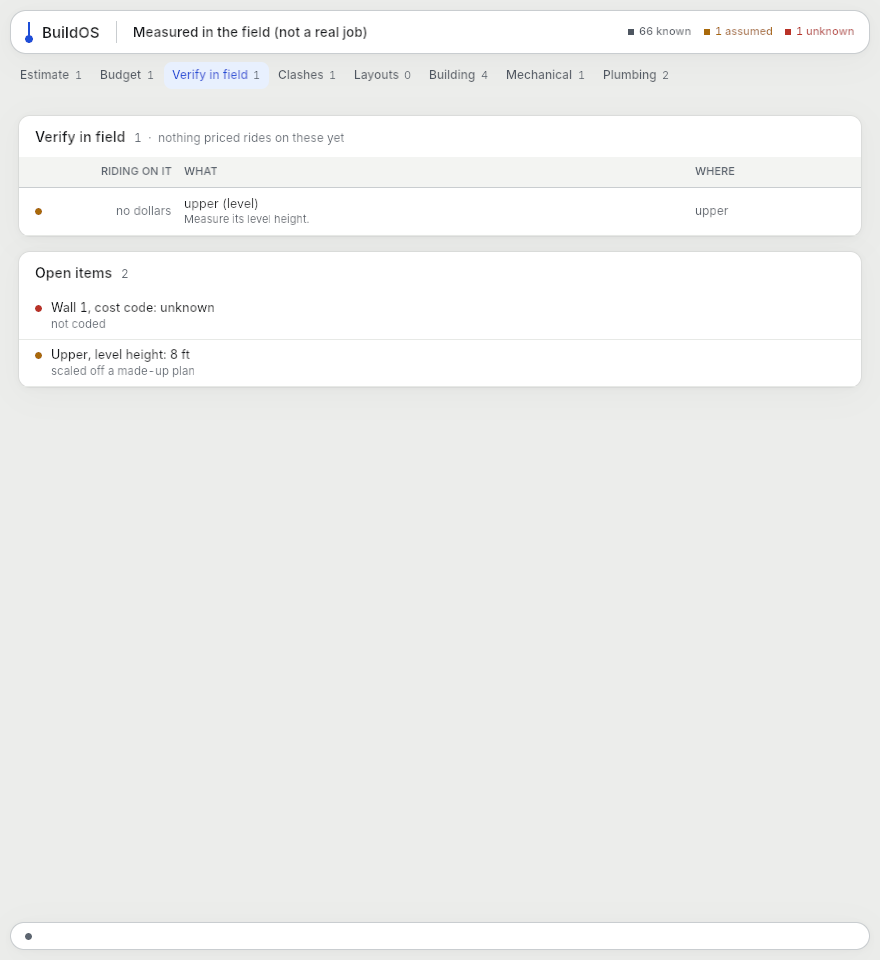 BuildOS
Measured in the field (not a real job)
66 known 1 assumed 1 unknown
Estimate 1 Budget 1 Verify in field 1 Clashes 1 Layouts 0 Building 4 Mechanical 1 Plumbing 2
Verify in field 1 · nothing priced rides on these yet
RIDING ON IT WHAT WHERE
no dollars upper (level) upper
Measure its level height.
Open items 2
Wall 1, cost code: unknown
not coded
Upper, level height: 8 ft
scaled off a made-up plan